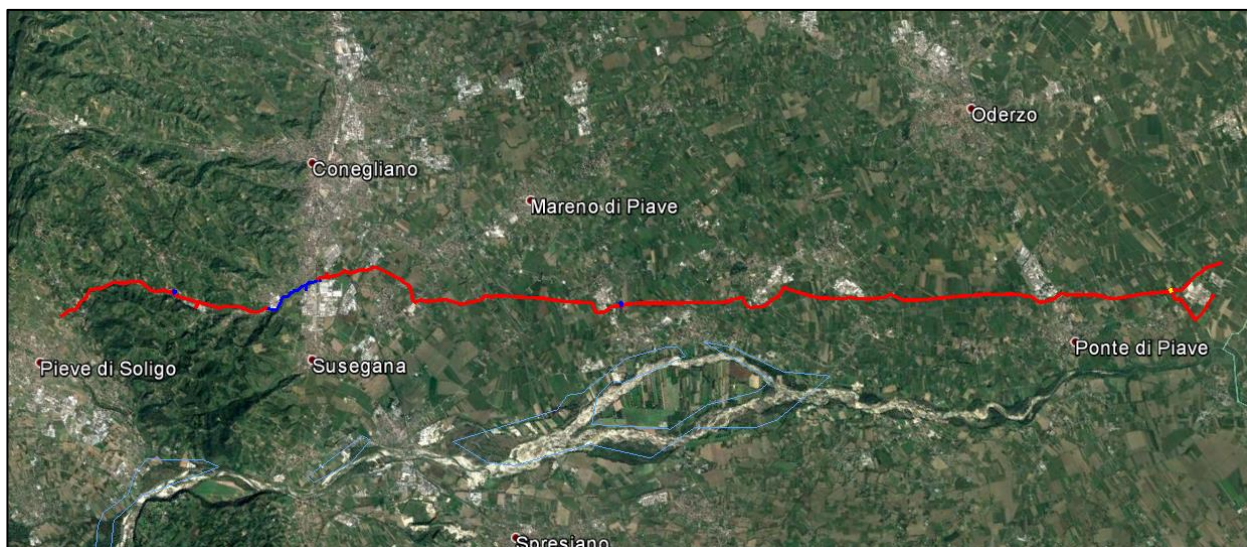 Oderzo
Conegliano
Mareno di Piave
Ponte di Piave
Pieve di Soligo
Susegana
Spresiano